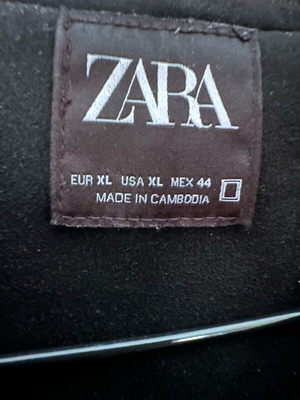 ZARA
EUR XL USA XL MEX 44
MADE IN CAMBODIA